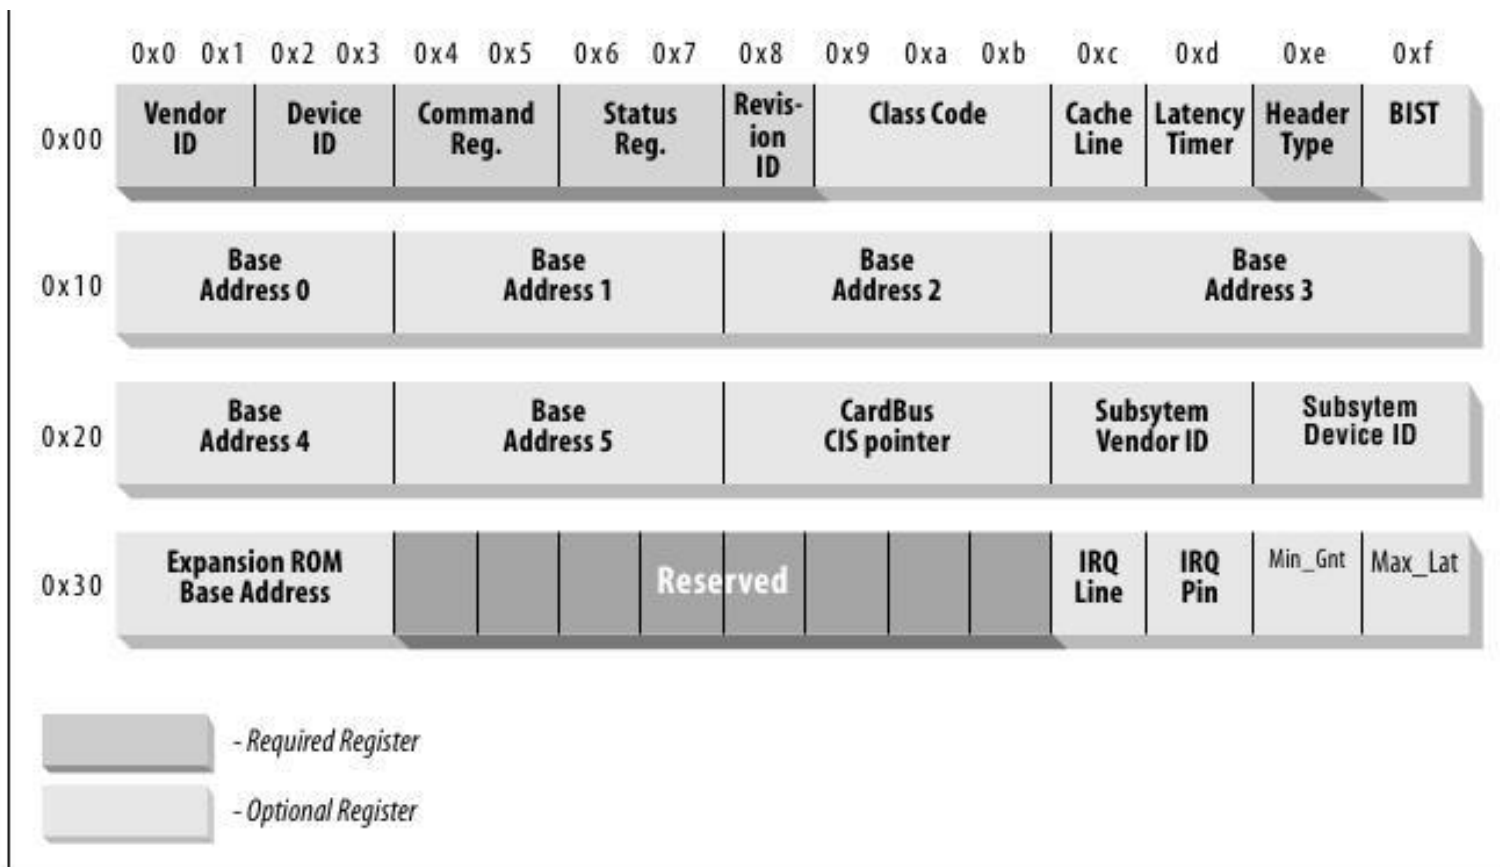 0x0 0x1 0x2 0x3 0x4 0x5 0x6 0x7 0x8 0x9 0xa 0xb 0xc 0xd 0xe 0xf
0x00
Vendor
ID
Device
ID
Command
Reg.
Status
Reg.
Revis-
ion
ID
Class Code
Cache
Line
Latency
Timer
Header
Type
BIST
0x10
Base
Address 0
Base
Address 1
Base
Address 2
Base
Address 3
0x20
Base
Address 4
Base
Address 5
CardBus
CIS pointer
Subsytem
Vendor ID
Subsytem
Device ID
0x30
Expansion ROM
Base Address
Reserved
IRQ
Line
IRQ
Pin
Min_Gnt
Max_Lat
- Required Register
- Optional Register